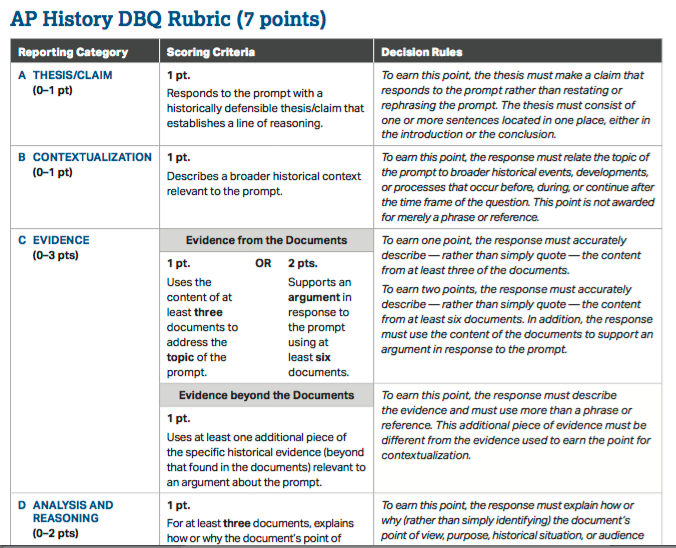 AP History DBQ Rubric (7 points)
Reporting Category
Scoring Criteria
Decision Rules
A THESIS/CLAIM
(0–1 pt)
1 pt.
Responds to the prompt with a
historically defensible thesis/claim that
establishes a line of reasoning.
To earn this point, the thesis must make a claim that
responds to the prompt rather than restating or
rephrasing the prompt. The thesis must consist of
one or more sentences located in one place, either in
the introduction or the conclusion.
B CONTEXTUALIZATION
(0–1 pt)
1 pt.
Describes a broader historical context
relevant to the prompt.
To earn this point, the response must relate the topic of
the prompt to broader historical events, developments,
or processes that occur before, during, or continue after
the time frame of the question. This point is not awarded
for merely a phrase or reference.
C EVIDENCE
(0–3 pts)
Evidence from the Documents
1 pt.
Uses the
content of at
least three
documents to
address the
topic of the
prompt.
OR
2 pts.
Supports an
argument in
response to
the prompt
using at
least six
documents.
To earn one point, the response must accurately
describe — rather than simply quote — the content
from at least three of the documents.
To earn two points, the response must accurately
describe — rather than simply quote — the content
from at least six documents. In addition, the response
must use the content of the documents to support an
argument in response to the prompt.
Evidence beyond the Documents
1 pt.
Uses at least one additional piece of
the specific historical evidence (beyond
that found in the documents) relevant to
an argument about the prompt.
To earn this point, the response must describe
the evidence and must use more than a phrase or
reference. This additional piece of evidence must be
different from the evidence used to earn the point for
contextualization.
D ANALYSIS AND
REASONING
(0–2 pts)
1 pt.
For at least three documents, explains
how or why the document's point of
To earn this point, the response must explain how or
why (rather than simply identifying) the document's
point of view, purpose, historical situation, or audience